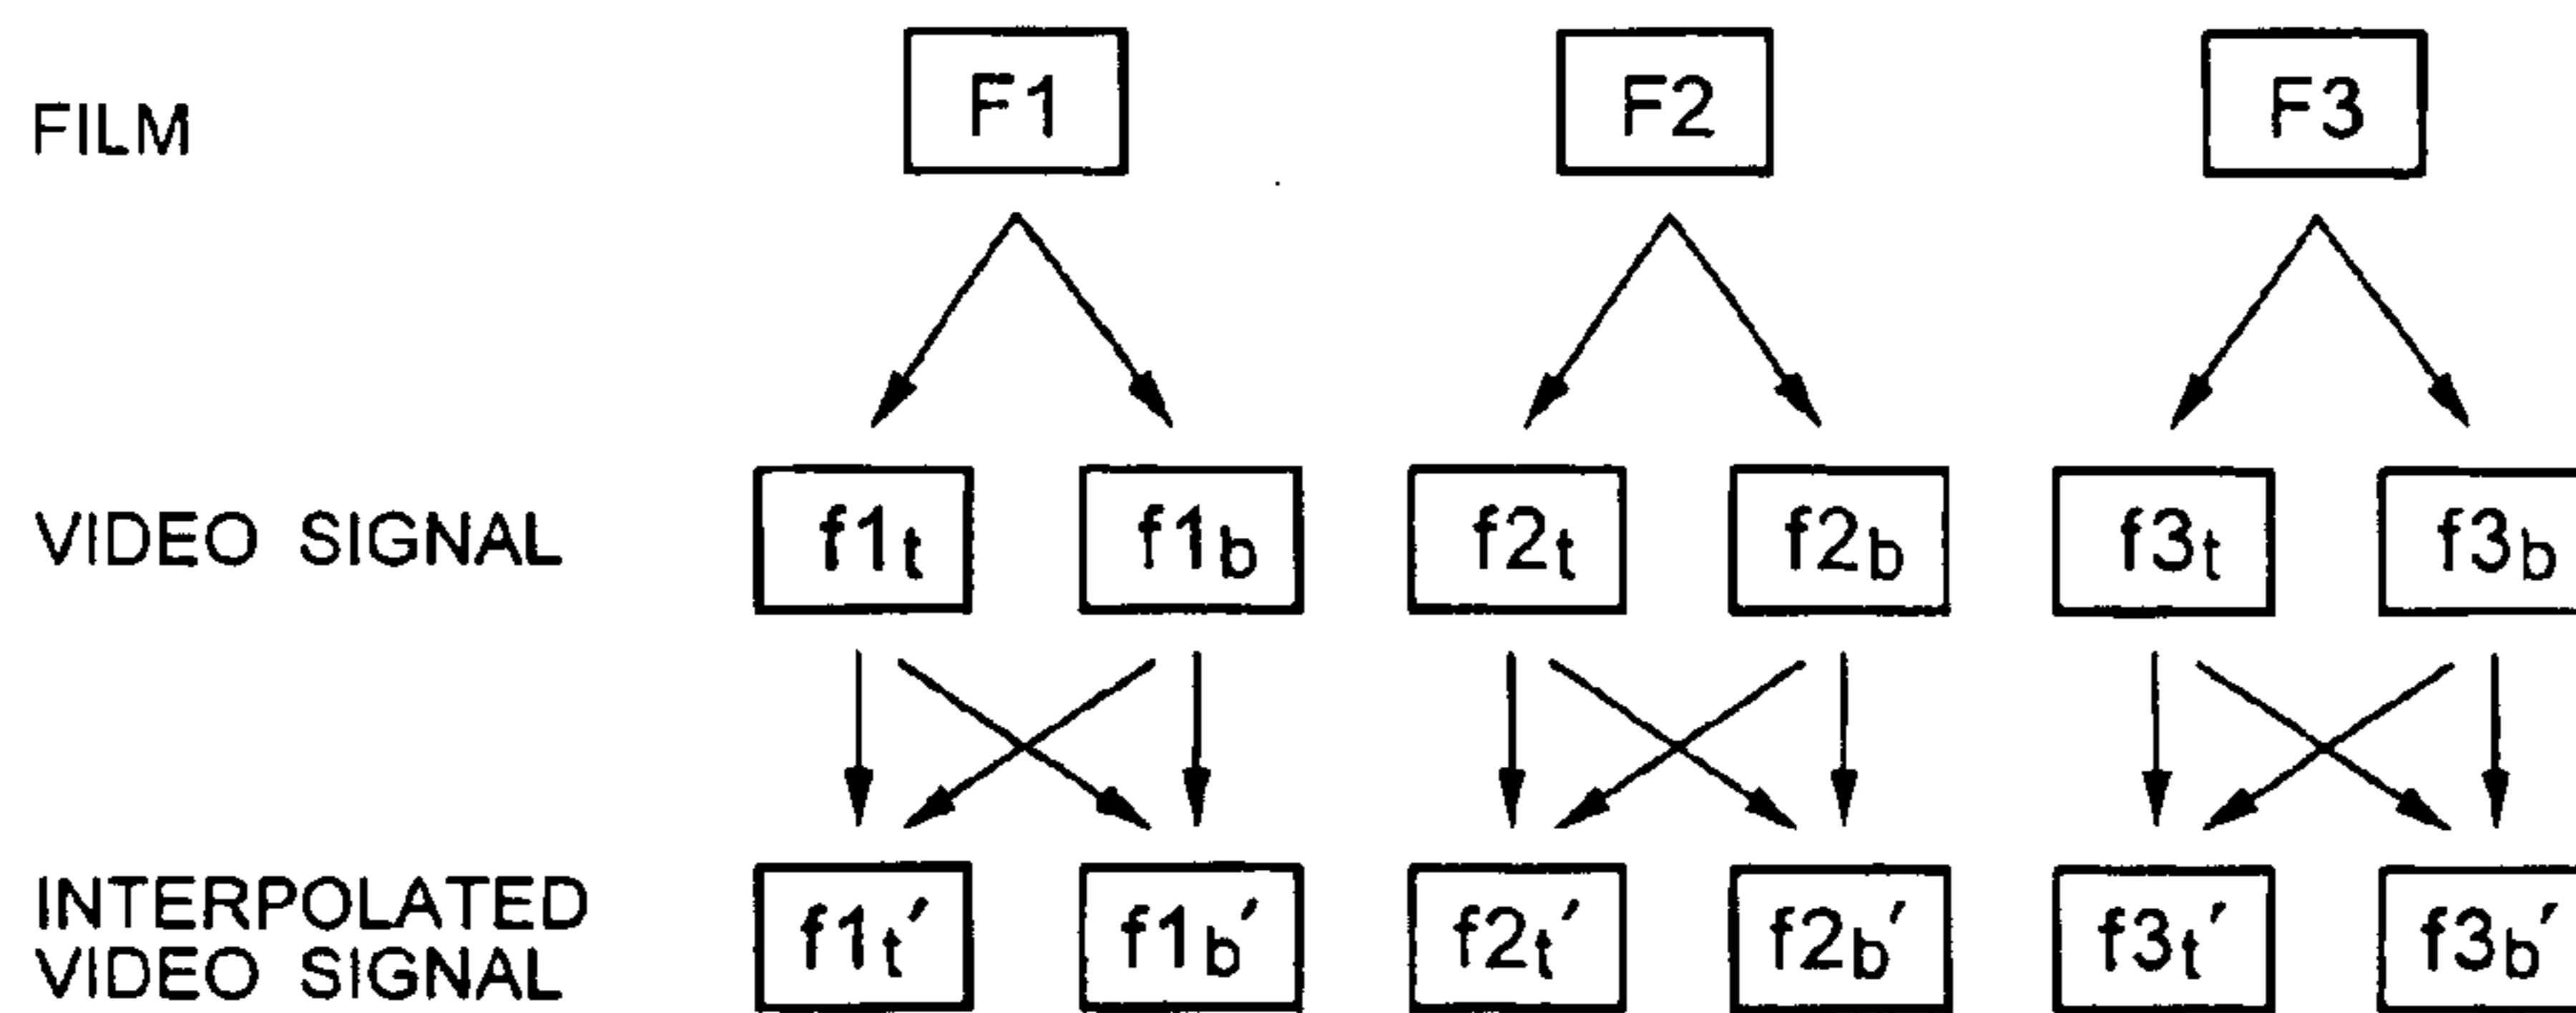 FILM F1 F2 F3
VIDEO SIGNAL f1t f1b f2t f2b f3t f3b
INTERPOLATED
VIDEO SIGNAL f1t′ f1b′ f2t′ f2b′ f3t′ f3b′